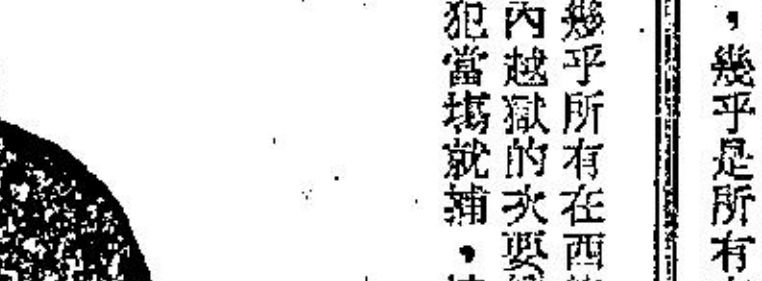 ，幾乎是所有
幾乎所有在西
內越獄的次要
犯當場就捕，